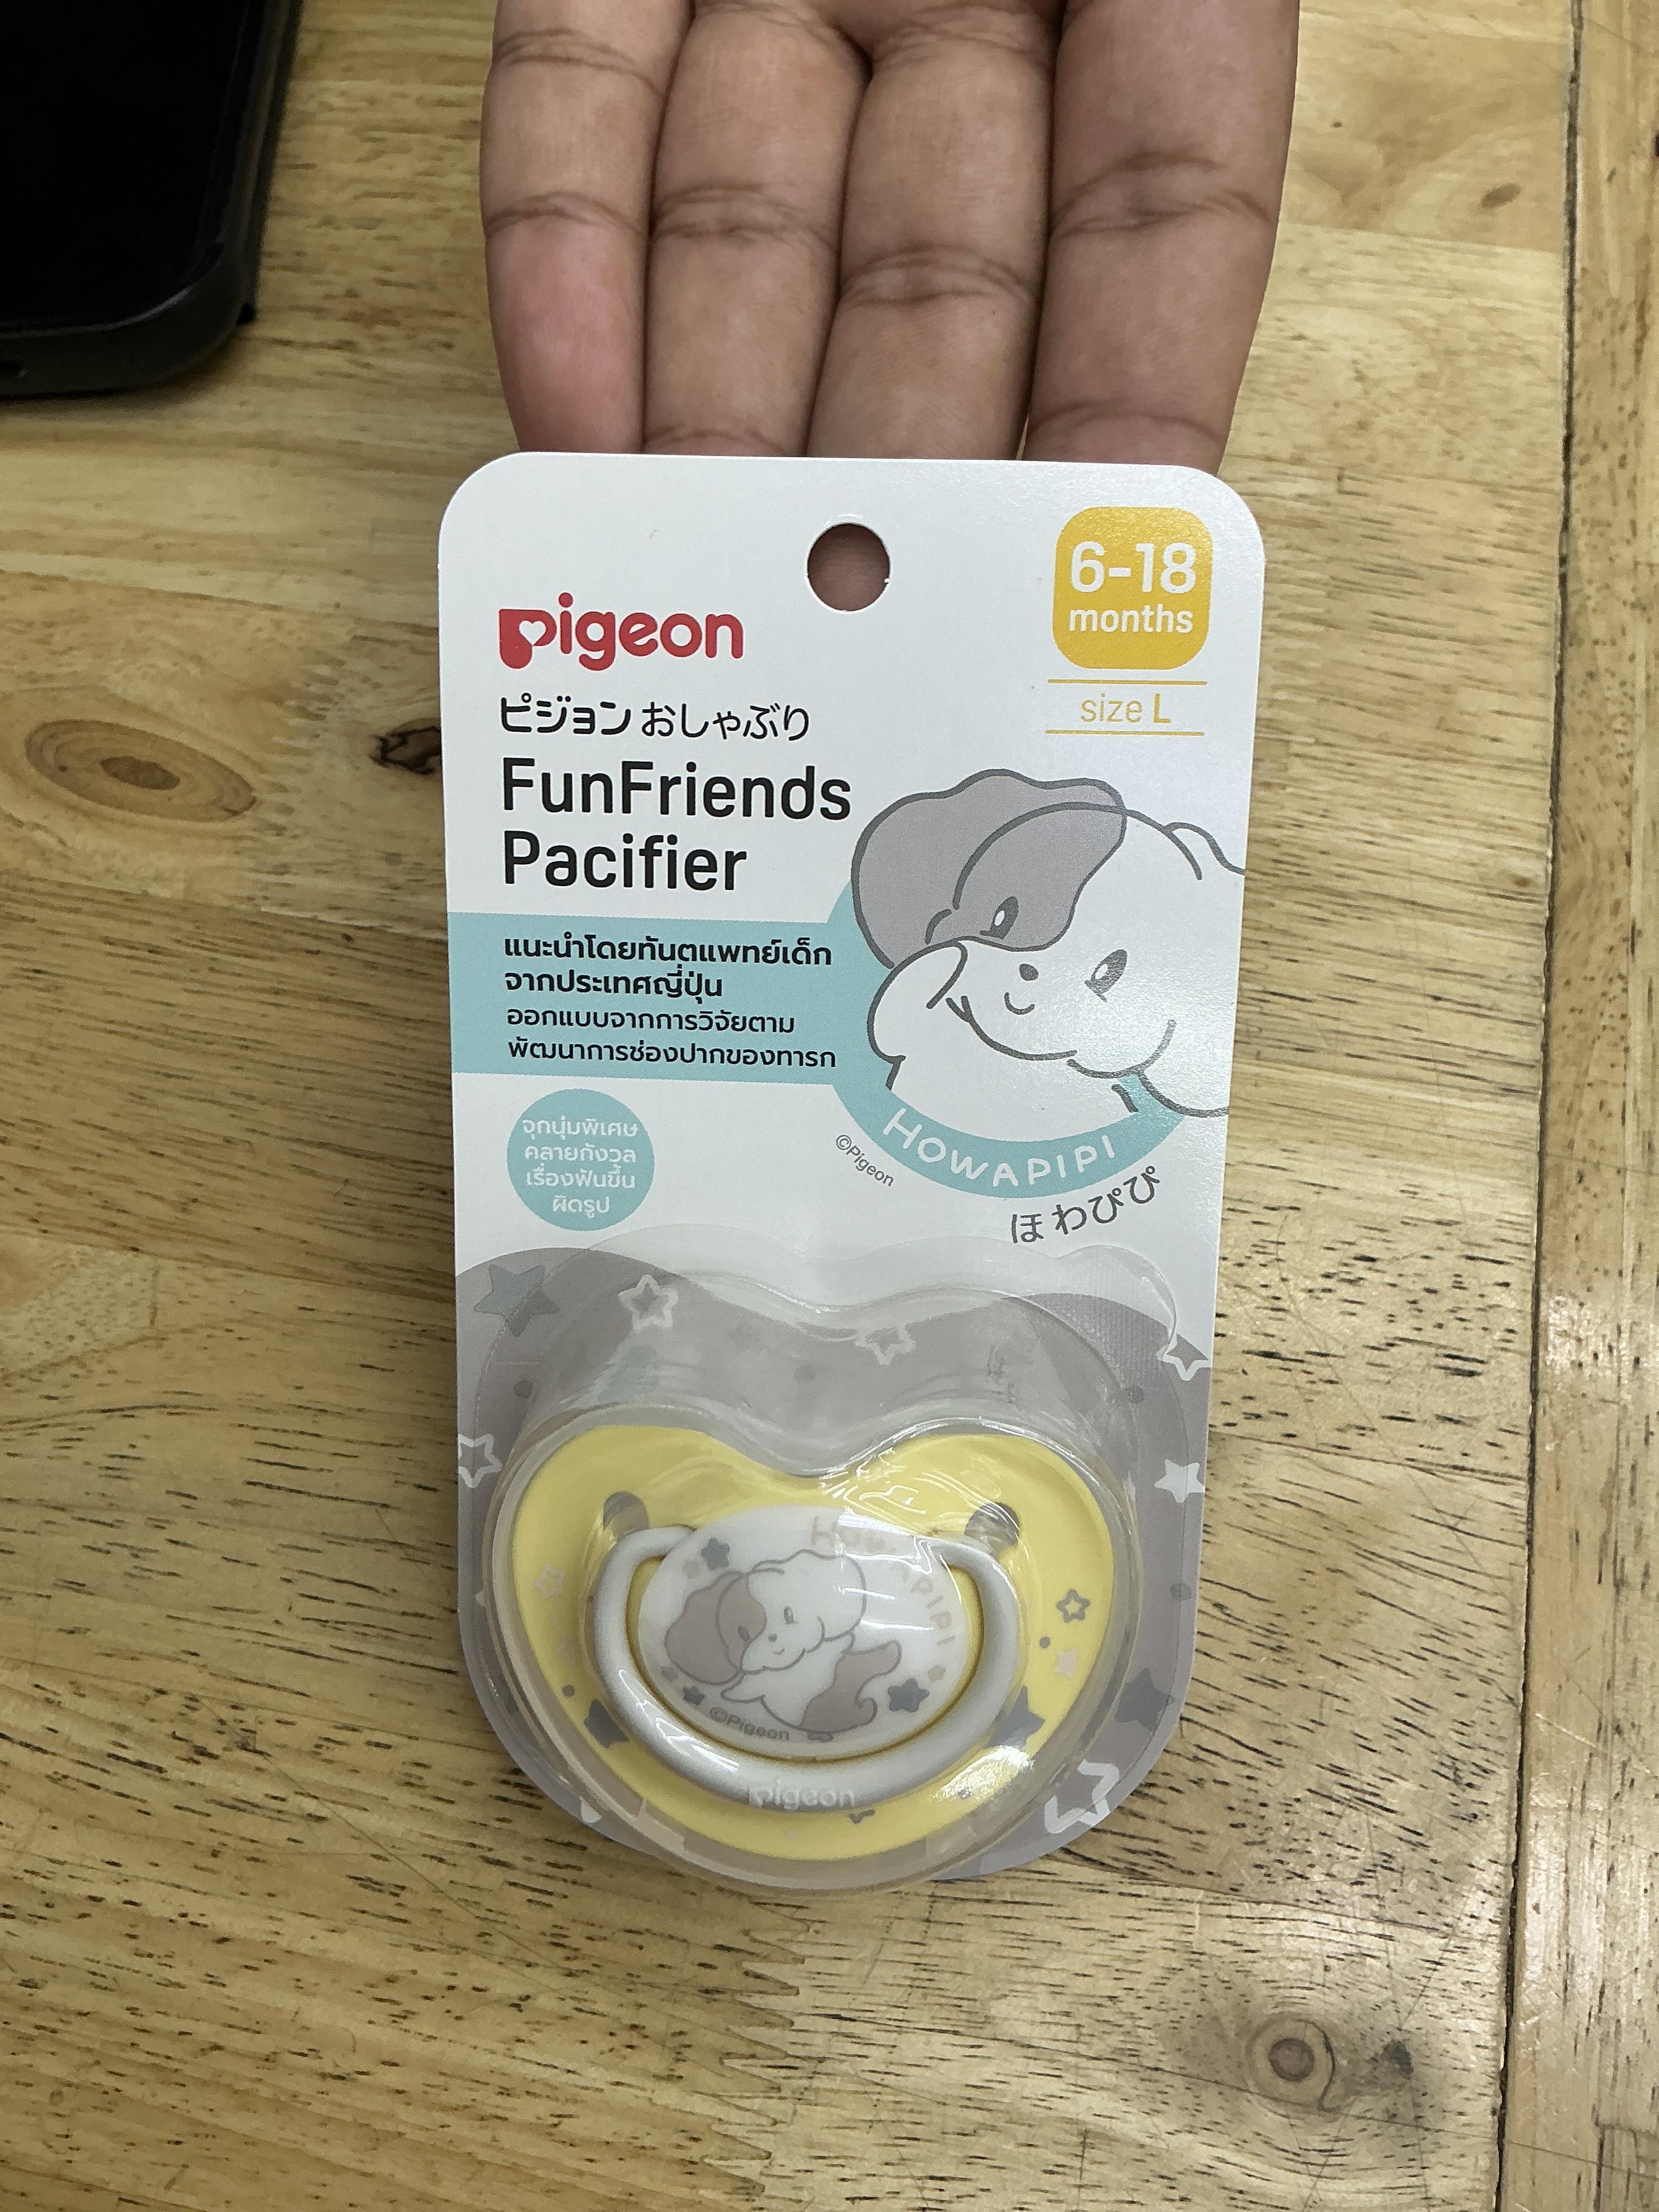 6-18
months
size L
pigeon
ピジョン おしゃぶり
FunFriends
Pacifier
แนะนำโดยทันตแพทย์เด็ก
จากประเทศญี่ปุ่น
ออกแบบจากการวิจัยตาม
พัฒนาการช่องปากของทารก
จุกนุ่มพิเศษ
คลายกังวล
เรื่องฟันขึ้น
ผิดรูป
©Pigeon
HOWAPIPI
ほわぴぴ
HOWAPIPI
©Pigeon
pigeon